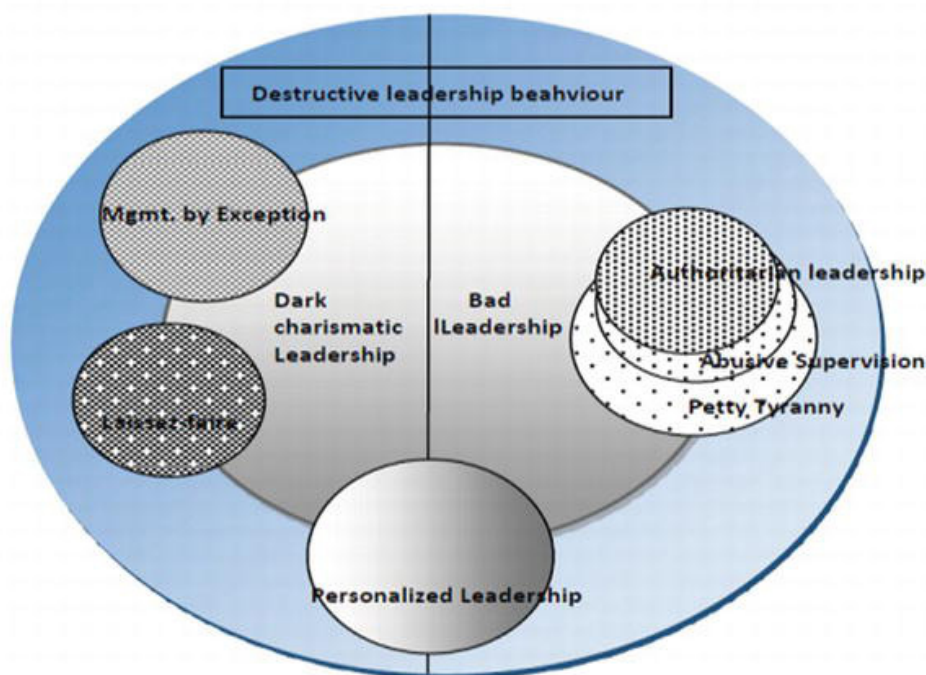 Destructive leadership beahviour
Mgmt. by Exception
Authoritarian leadership
Dark
charismatic
Leadership
Bad
lLeadership
Abusive Supervision
Petty Tyranny
Laissez-faire
Personalized Leadership